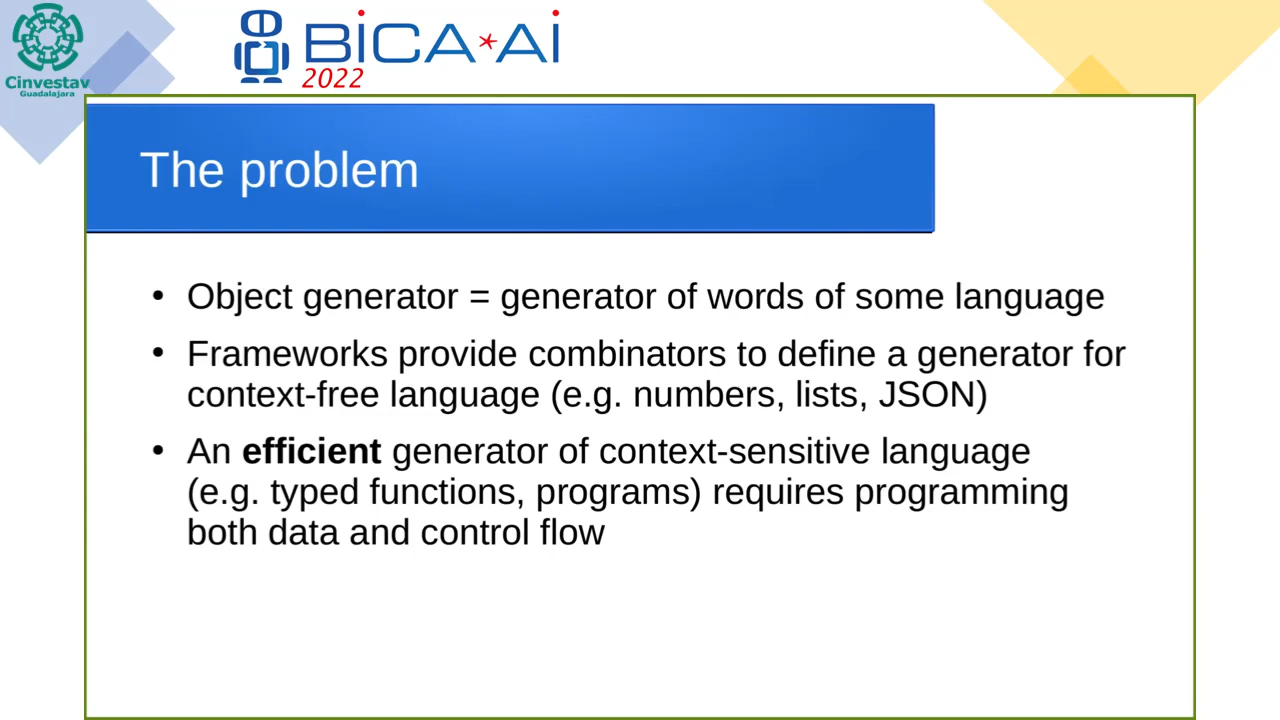 Cinvestav
Guadalajara
BiCA*Ai
2022
The problem
• Object generator = generator of words of some language
• Frameworks provide combinators to define a generator for
context-free language (e.g. numbers, lists, JSON)
• An efficient generator of context-sensitive language
(e.g. typed functions, programs) requires programming
both data and control flow